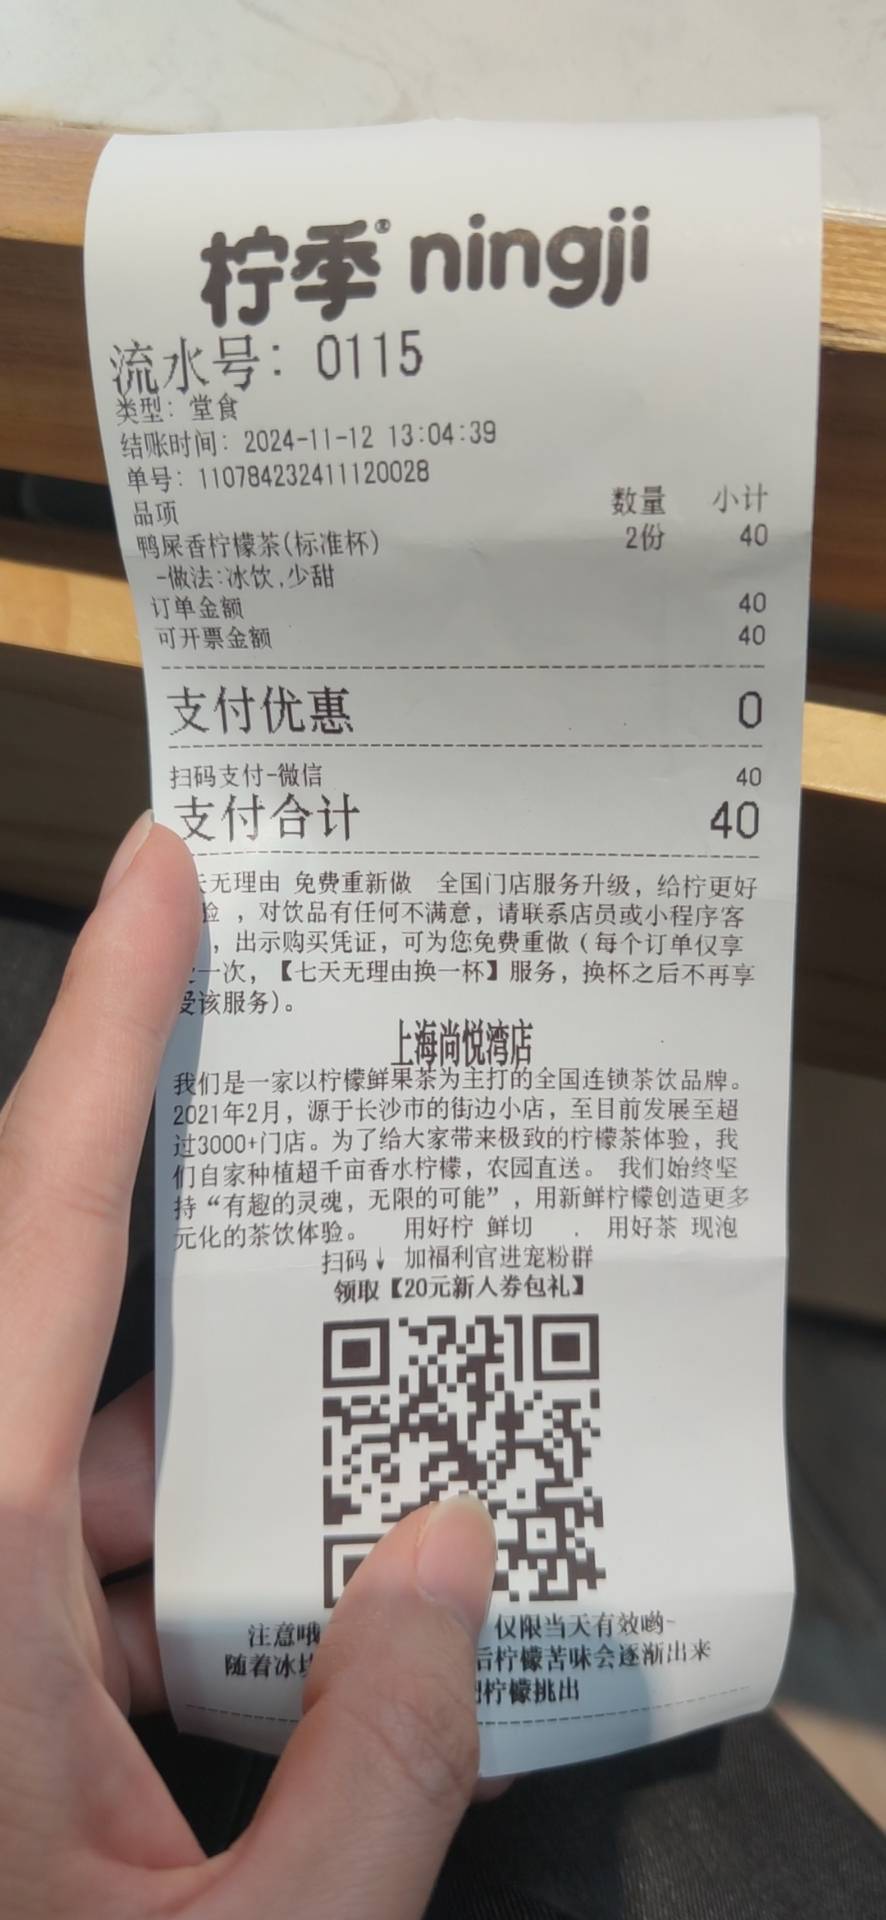 柠季® ningji
流水号: 0115
类型: 堂食
结账时间: 2024-11-12 13:04:39
单号: 110784232411120028
品项 数量 小计
鸭屎香柠檬茶(标准杯) 2份 40
-做法:冰饮,少甜
订单金额 40
可开票金额 40
支付优惠 0
扫码支付-微信 40
支付合计 40
天无理由 免费重新做 全国门店服务升级，给柠更好
验 ，对饮品有任何不满意，请联系店员或小程序客
，出示购买凭证，可为您免费重做（每个订单仅享
一次，【七天无理由换一杯】服务，换杯之后不再享
受该服务)。
上海尚悦湾店
我们是一家以柠檬鲜果茶为主打的全国连锁茶饮品牌。
2021年2月，源于长沙市的街边小店，至目前发展至超
过3000+门店。为了给大家带来极致的柠檬茶体验，我
们自家种植超千亩香水柠檬，农园直送。 我们始终坚
持“有趣的灵魂，无限的可能”，用新鲜柠檬创造更多
元化的茶饮体验。 用好柠 鲜切 . 用好茶 现泡
扫码↓ 加福利官进宠粉群
领取【20元新人券包礼】
注意哦 仅限当天有效哟~
随着冰块 后柠檬苦味会逐渐出来
把柠檬挑出